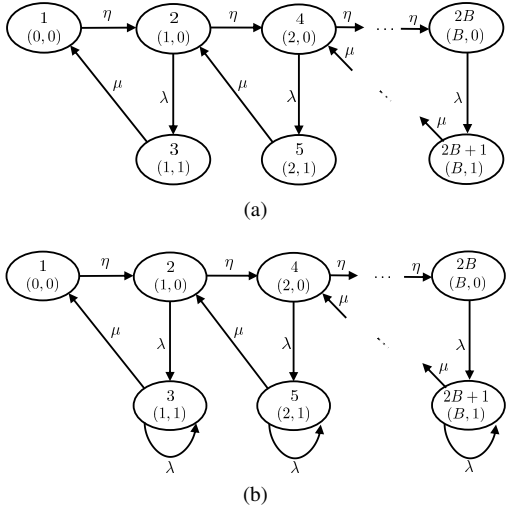 1 η 2 η 4 η ⋯ η 2B
(0, 0) (1, 0) (2, 0) (B, 0)
μ λ μ λ μ ⋱ μ λ
3 5 2B + 1
(1, 1) (2, 1) (B, 1)
(a)
1 η 2 η 4 η ⋯ η 2B
(0, 0) (1, 0) (2, 0) (B, 0)
μ λ μ λ μ ⋱ μ λ
3 5 2B + 1
(1, 1) (2, 1) (B, 1)
λ λ λ
(b)